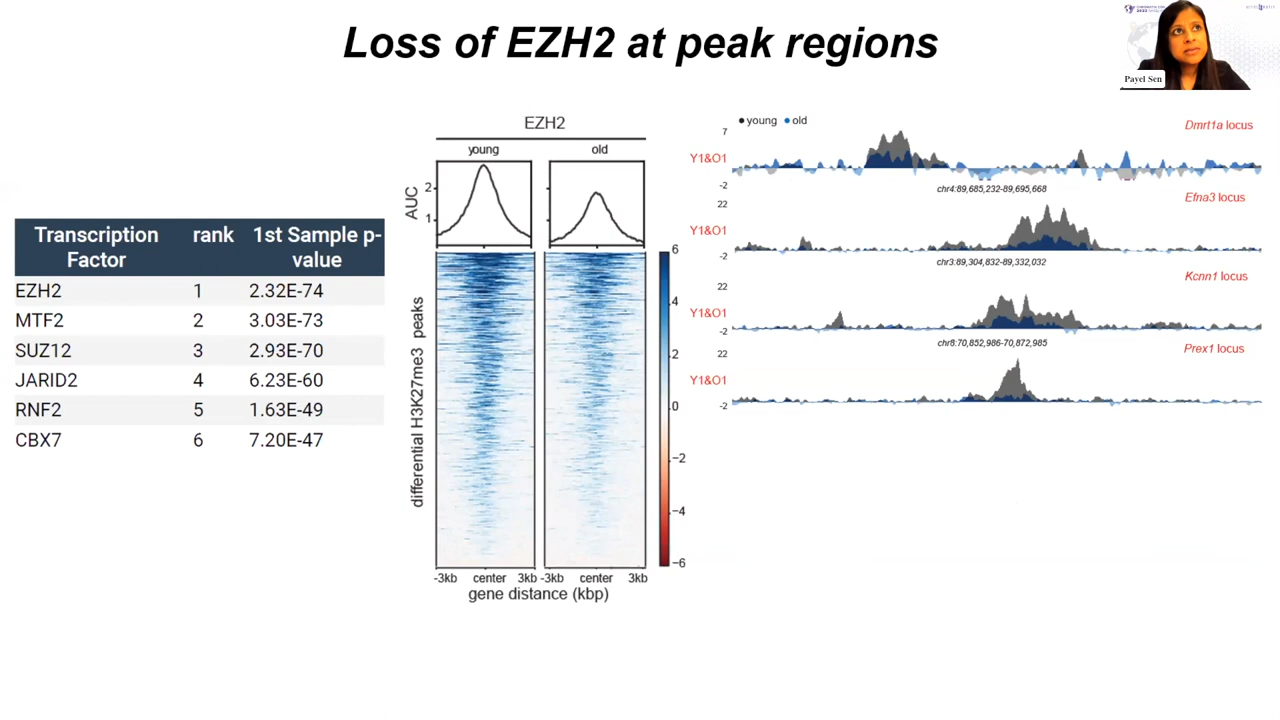 Loss of EZH2 at peak regions
Payel Sen
Transcription Factor rank 1st Sample p-value
EZH2 1 2.32E-74
MTF2 2 3.03E-73
SUZ12 3 2.93E-70
JARID2 4 6.23E-60
RNF2 5 1.63E-49
CBX7 6 7.20E-47
EZH2
young old
AUC
2
1
differential H3K27me3 peaks
6
4
2
0
−2
−4
−6
-3kb center 3kb -3kb center 3kb
gene distance (kbp)
young old
Dmrt1a locus
7
Y1&O1
-2
chr4:89,685,232-89,695,668
Efna3 locus
22
Y1&O1
-2
chr3:89,304,832-89,332,032
Kcnn1 locus
22
Y1&O1
-2
chr8:70,852,986-70,872,985
Prex1 locus
22
Y1&O1
-2